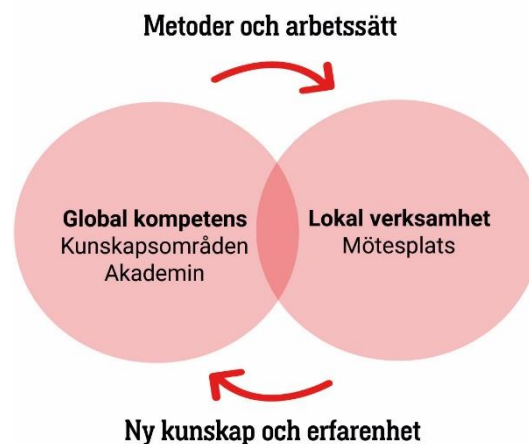 Metoder och arbetssätt
Global kompetens
Kunskapsområden
Akademin
Lokal verksamhet
Mötesplats
Ny kunskap och erfarenhet